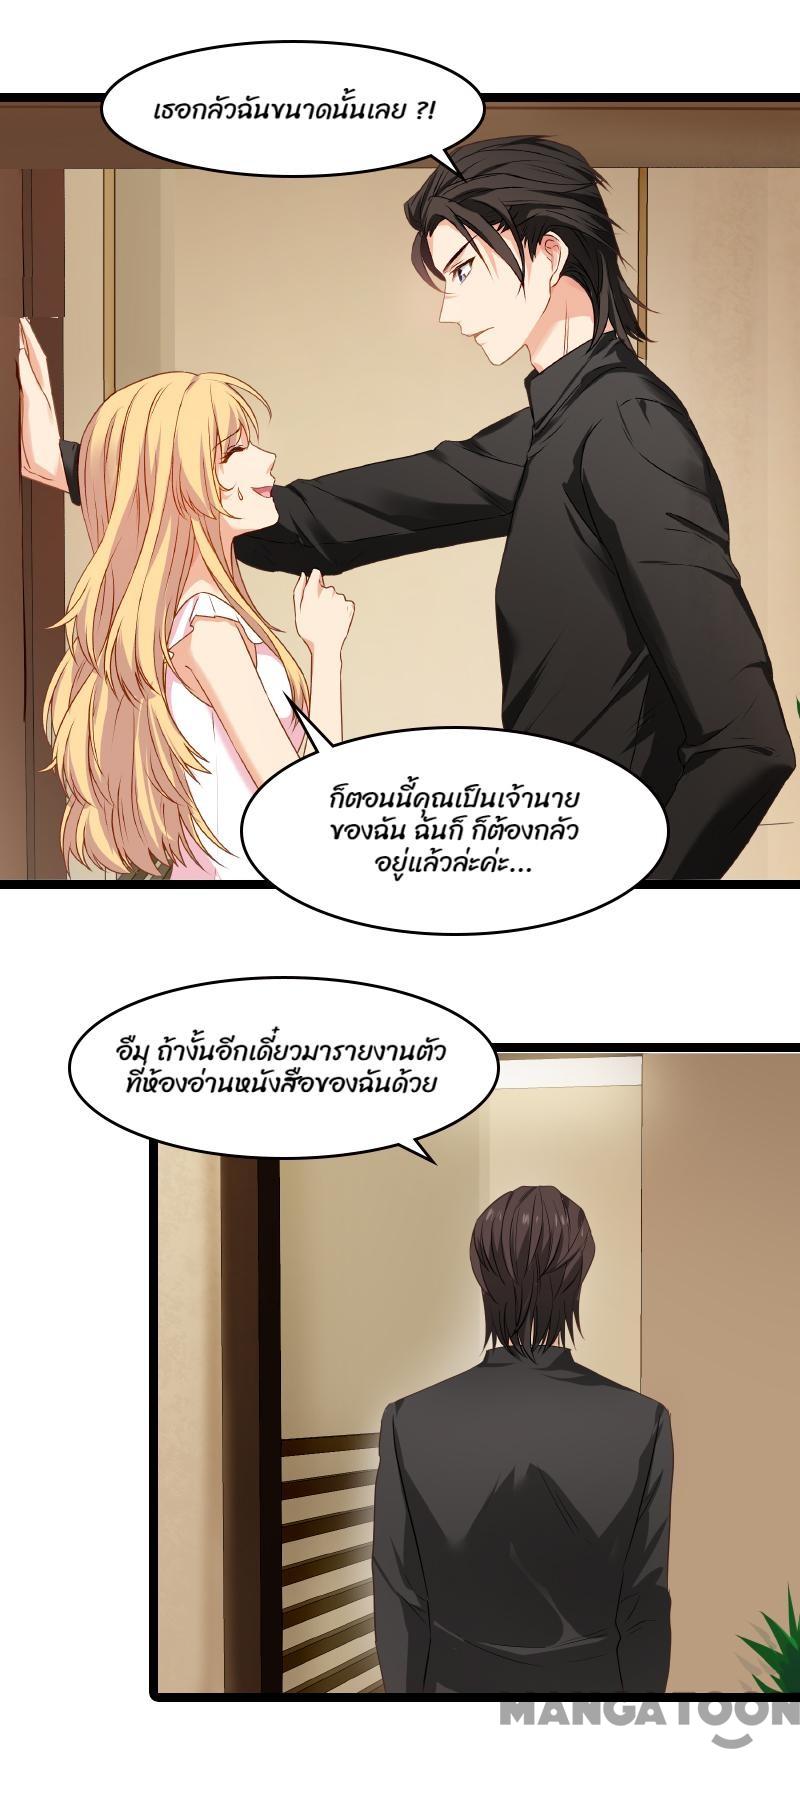 เธอกลัวฉันขนาดนั้นเลย ?!
ก็ตอนนี้คุณเป็นเจ้านาย
ของฉัน ฉันก็ ก็ต้องกลัว
อยู่แล้วล่ะค่ะ...
อืม ถ้างั้นอีกเดี๋ยวมารายงานตัว
ที่ห้องอ่านหนังสือของฉันด้วย
MANGATOON